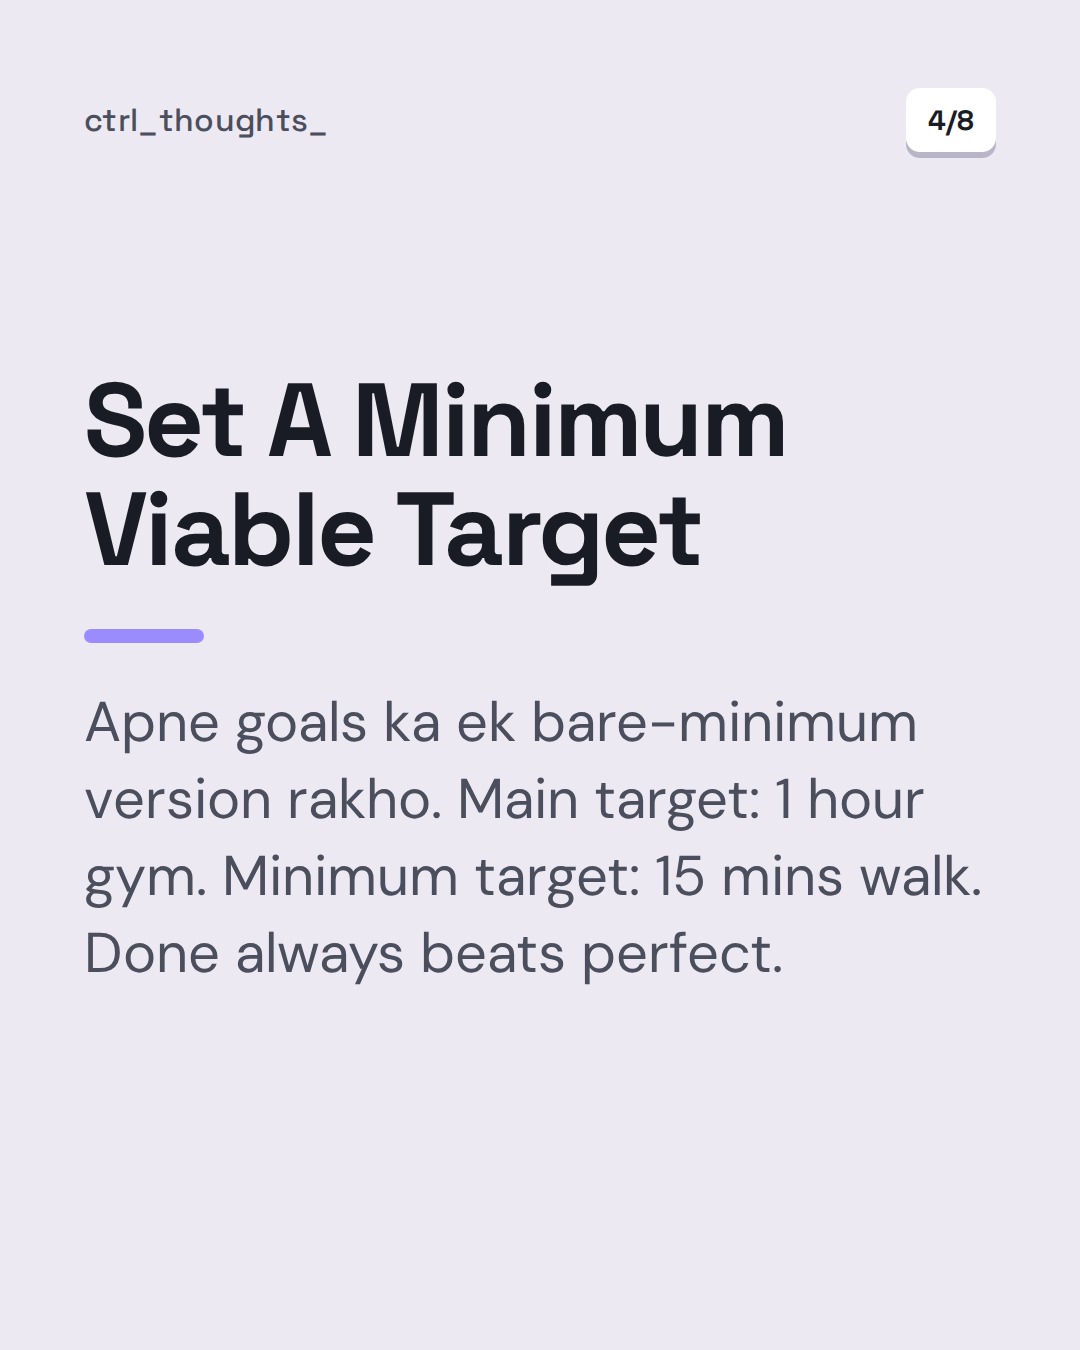 ctrl_thoughts_
4/8
Set A Minimum
Viable Target
Apne goals ka ek bare-minimum
version rakho. Main target: 1 hour
gym. Minimum target: 15 mins walk.
Done always beats perfect.